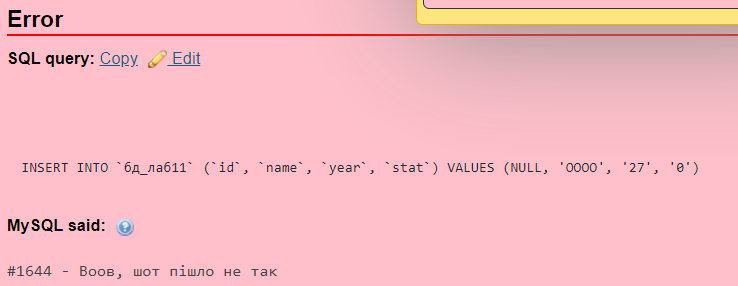 Error
SQL query: Copy Edit
INSERT INTO `бд_лаб11` (`id`, `name`, `year`, `stat`) VALUES (NULL, 'OOOO', '27', '0')
MySQL said:
#1644 - Воов, шот пішло не так